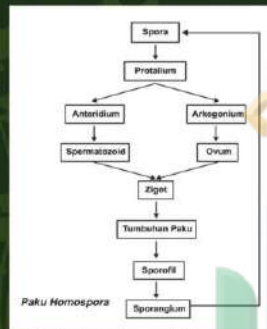 Spora
Protalium
Anteridium
Arkegonium
Spermatozoid
Ovum
Zigot
Tumbuhan Paku
Sporofil
Paku Homospora
Sporangium